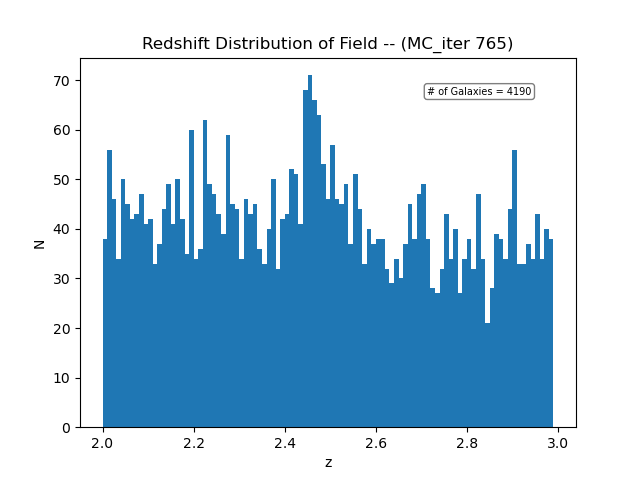 Redshift Distribution of Field -- (MC_iter 765)
# of Galaxies = 4190
N
70
60
50
40
30
20
10
0
2.0 2.2 2.4 2.6 2.8 3.0
z